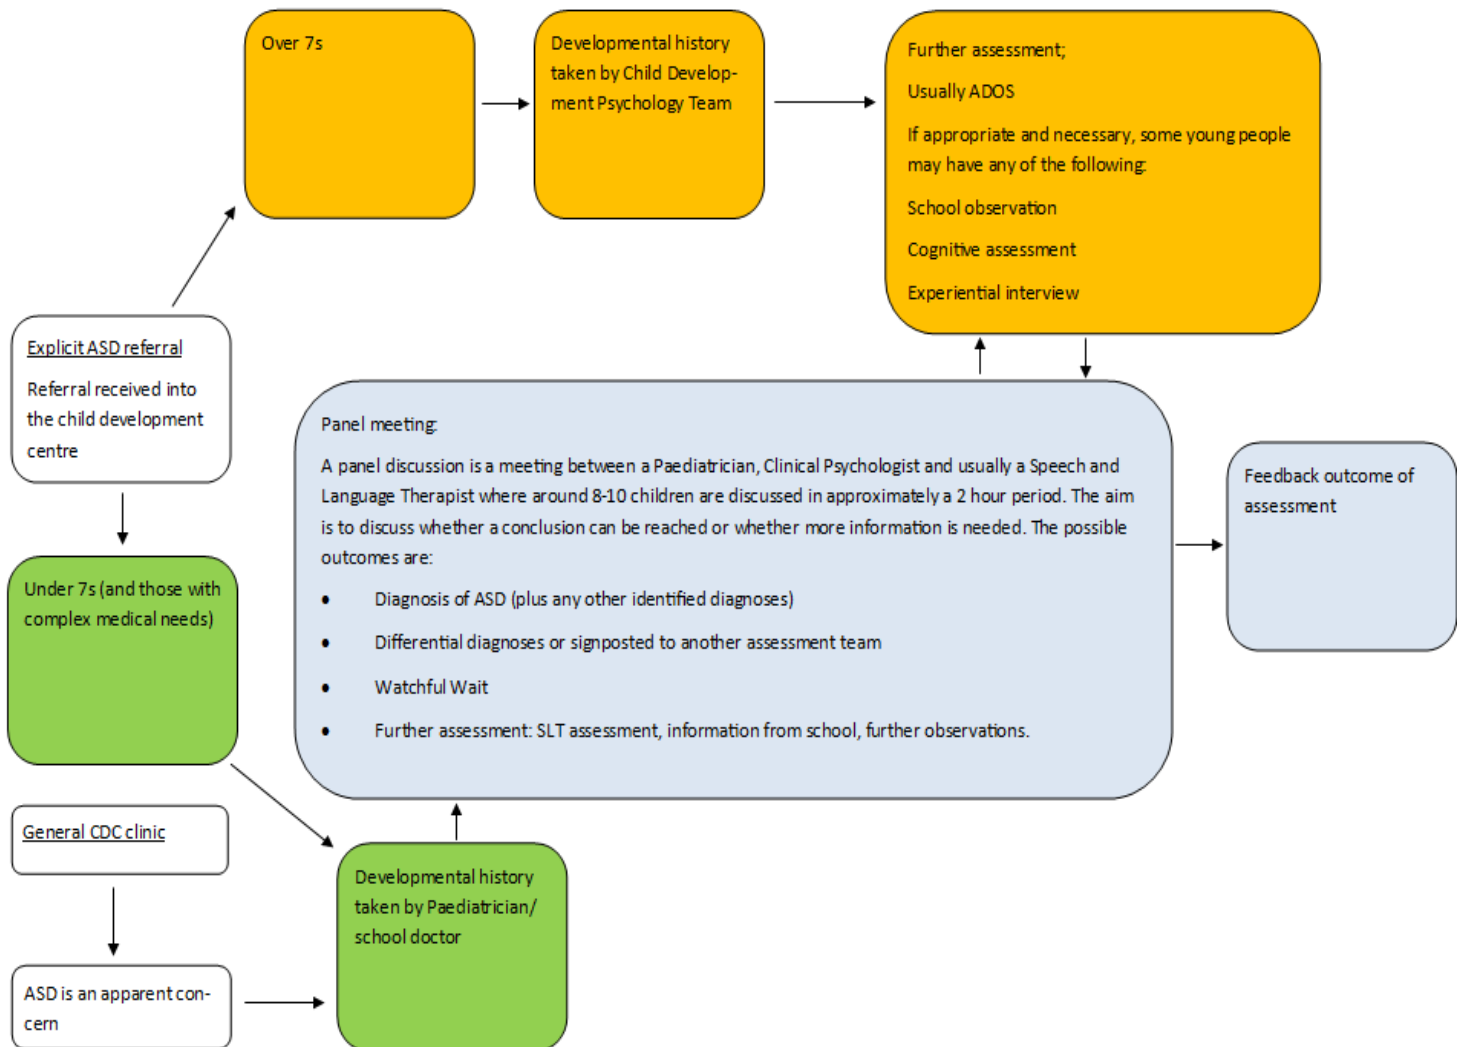 Over 7s
Developmental history
taken by Child Develop-
ment Psychology Team
Further assessment;
Usually ADOS
If appropriate and necessary, some young people
may have any of the following:
School observation
Cognitive assessment
Experiential interview
Explicit ASD referral
Referral received into
the child development
centre
Panel meeting:
A panel discussion is a meeting between a Paediatrician, Clinical Psychologist and usually a Speech and
Language Therapist where around 8-10 children are discussed in approximately a 2 hour period. The aim
is to discuss whether a conclusion can be reached or whether more information is needed. The possible
outcomes are:
• Diagnosis of ASD (plus any other identified diagnoses)
• Differential diagnoses or signposted to another assessment team
• Watchful Wait
• Further assessment: SLT assessment, information from school, further observations.
Feedback outcome of
assessment
Under 7s (and those with
complex medical needs)
General CDC clinic
Developmental history
taken by Paediatrician/
school doctor
ASD is an apparent con-
cern